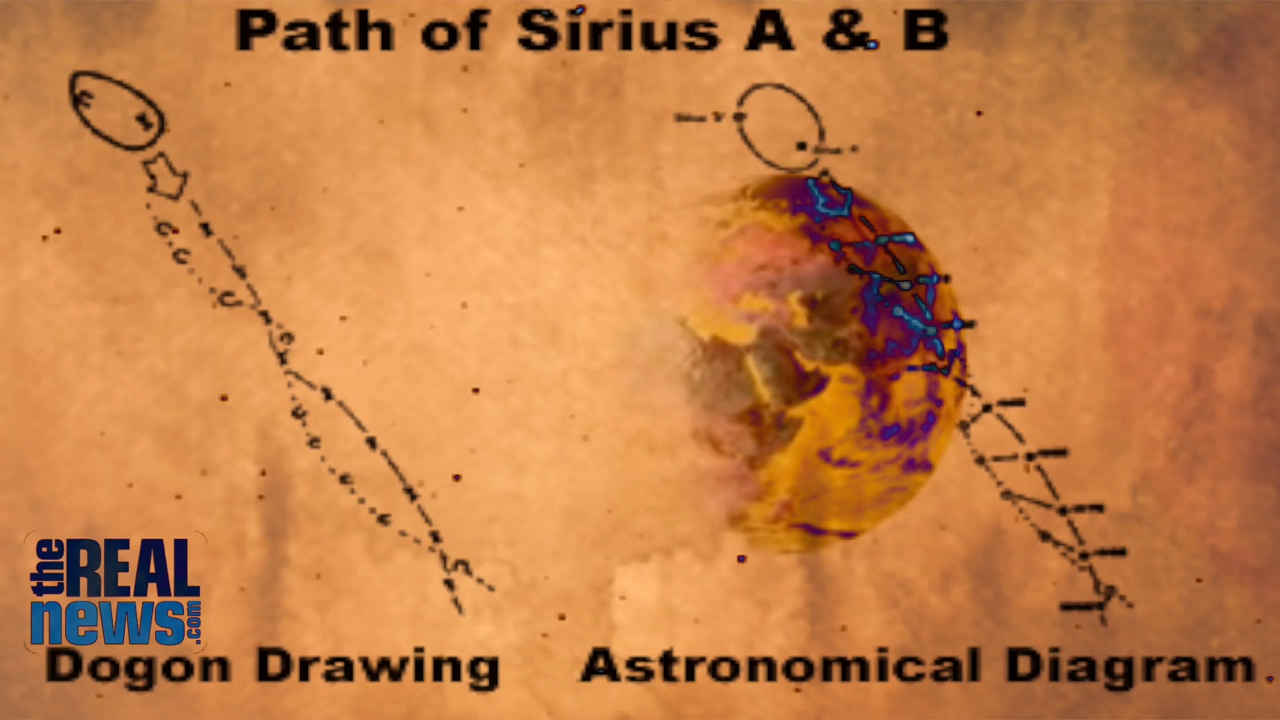 Path of Sirius A & B
the REAL
news.com
Dogon Drawing
Astronomical Diagram